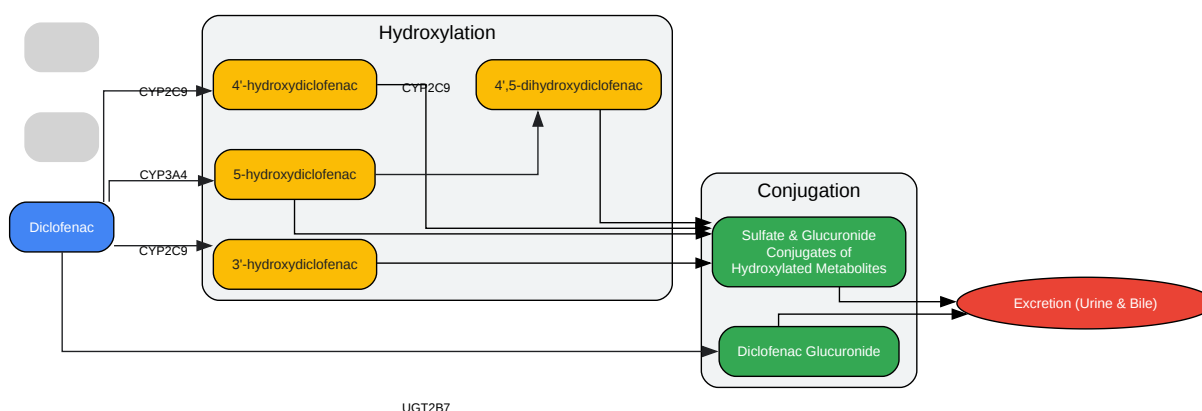 Hydroxylation
4'-hydroxydiclofenac
CYP2C9
4',5-dihydroxydiclofenac
CYP2C9
CYP3A4
5-hydroxydiclofenac
Conjugation
Diclofenac
Sulfate & Glucuronide
Conjugates of
Hydroxylated Metabolites
CYP2C9
3'-hydroxydiclofenac
Excretion (Urine & Bile)
Diclofenac Glucuronide
UGT2B7